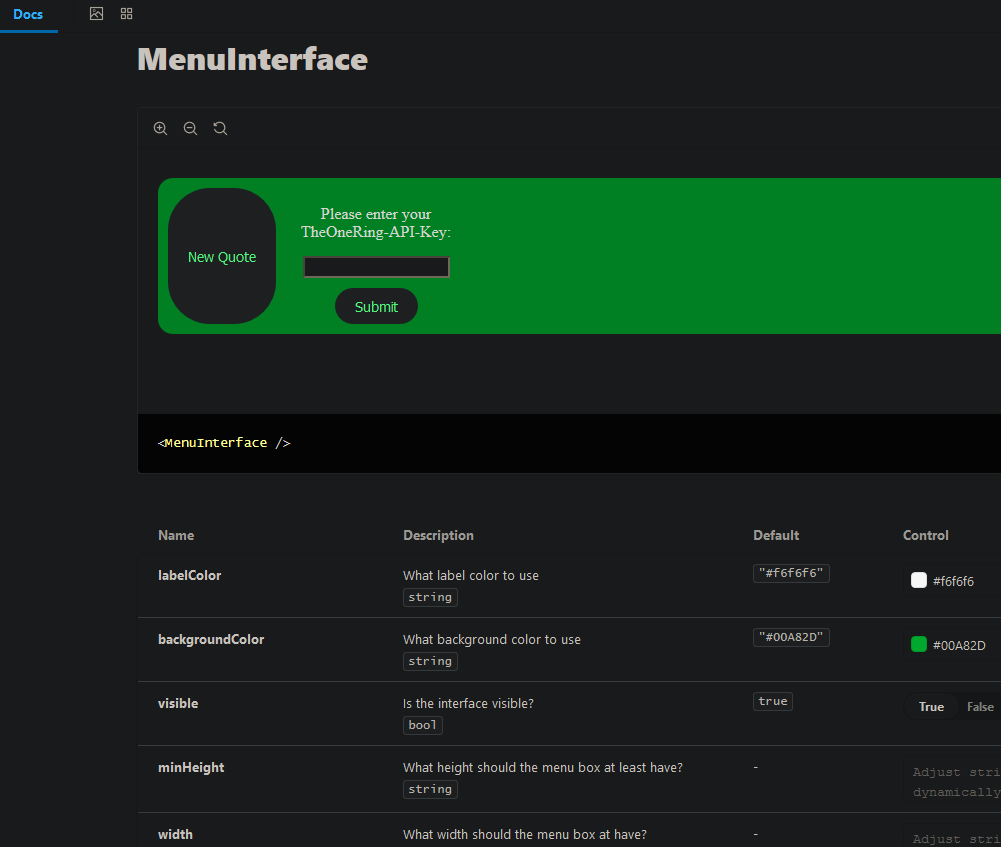 Docs
MenuInterface
New Quote
Please enter your
TheOneRing-API-Key:
Submit
<MenuInterface />
Name Description Default Control
labelColor What label color to use "#f6f6f6" #f6f6f6
string
backgroundColor What background color to use "#00A82D" #00A82D
string
visible Is the interface visible? true True False
bool
minHeight What height should the menu box at least have? - Adjust stri
string dynamically
width What width should the menu box at have? - Adjust stri